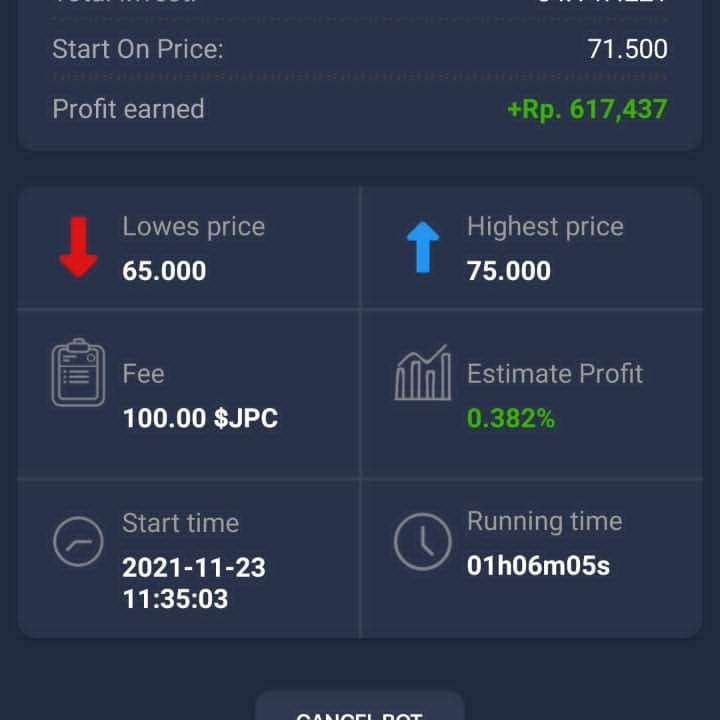 Start On Price: 71.500
Profit earned +Rp. 617,437
Lowes price
65.000
Highest price
75.000
Fee
100.00 $JPC
Estimate Profit
0.382%
Start time
2021-11-23
11:35:03
Running time
01h06m05s
CANCEL BOT